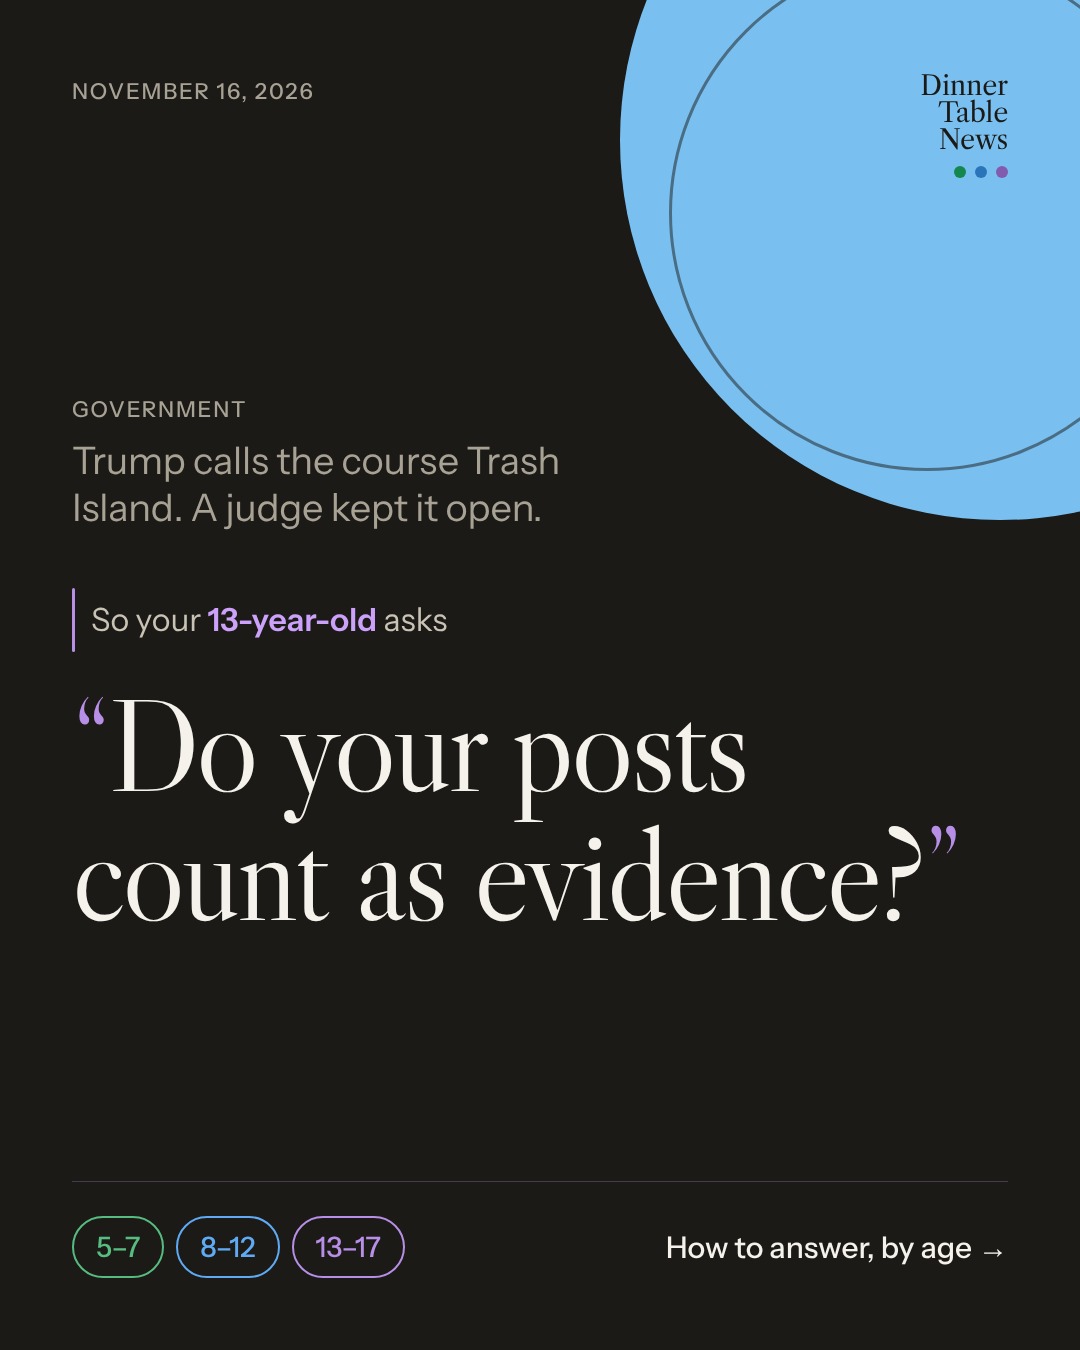 NOVEMBER 16, 2026
Dinner
Table
News
GOVERNMENT
Trump calls the course Trash
Island. A judge kept it open.
So your 13-year-old asks
“Do your posts
count as evidence?”
5–7
8–12
13–17
How to answer, by age →